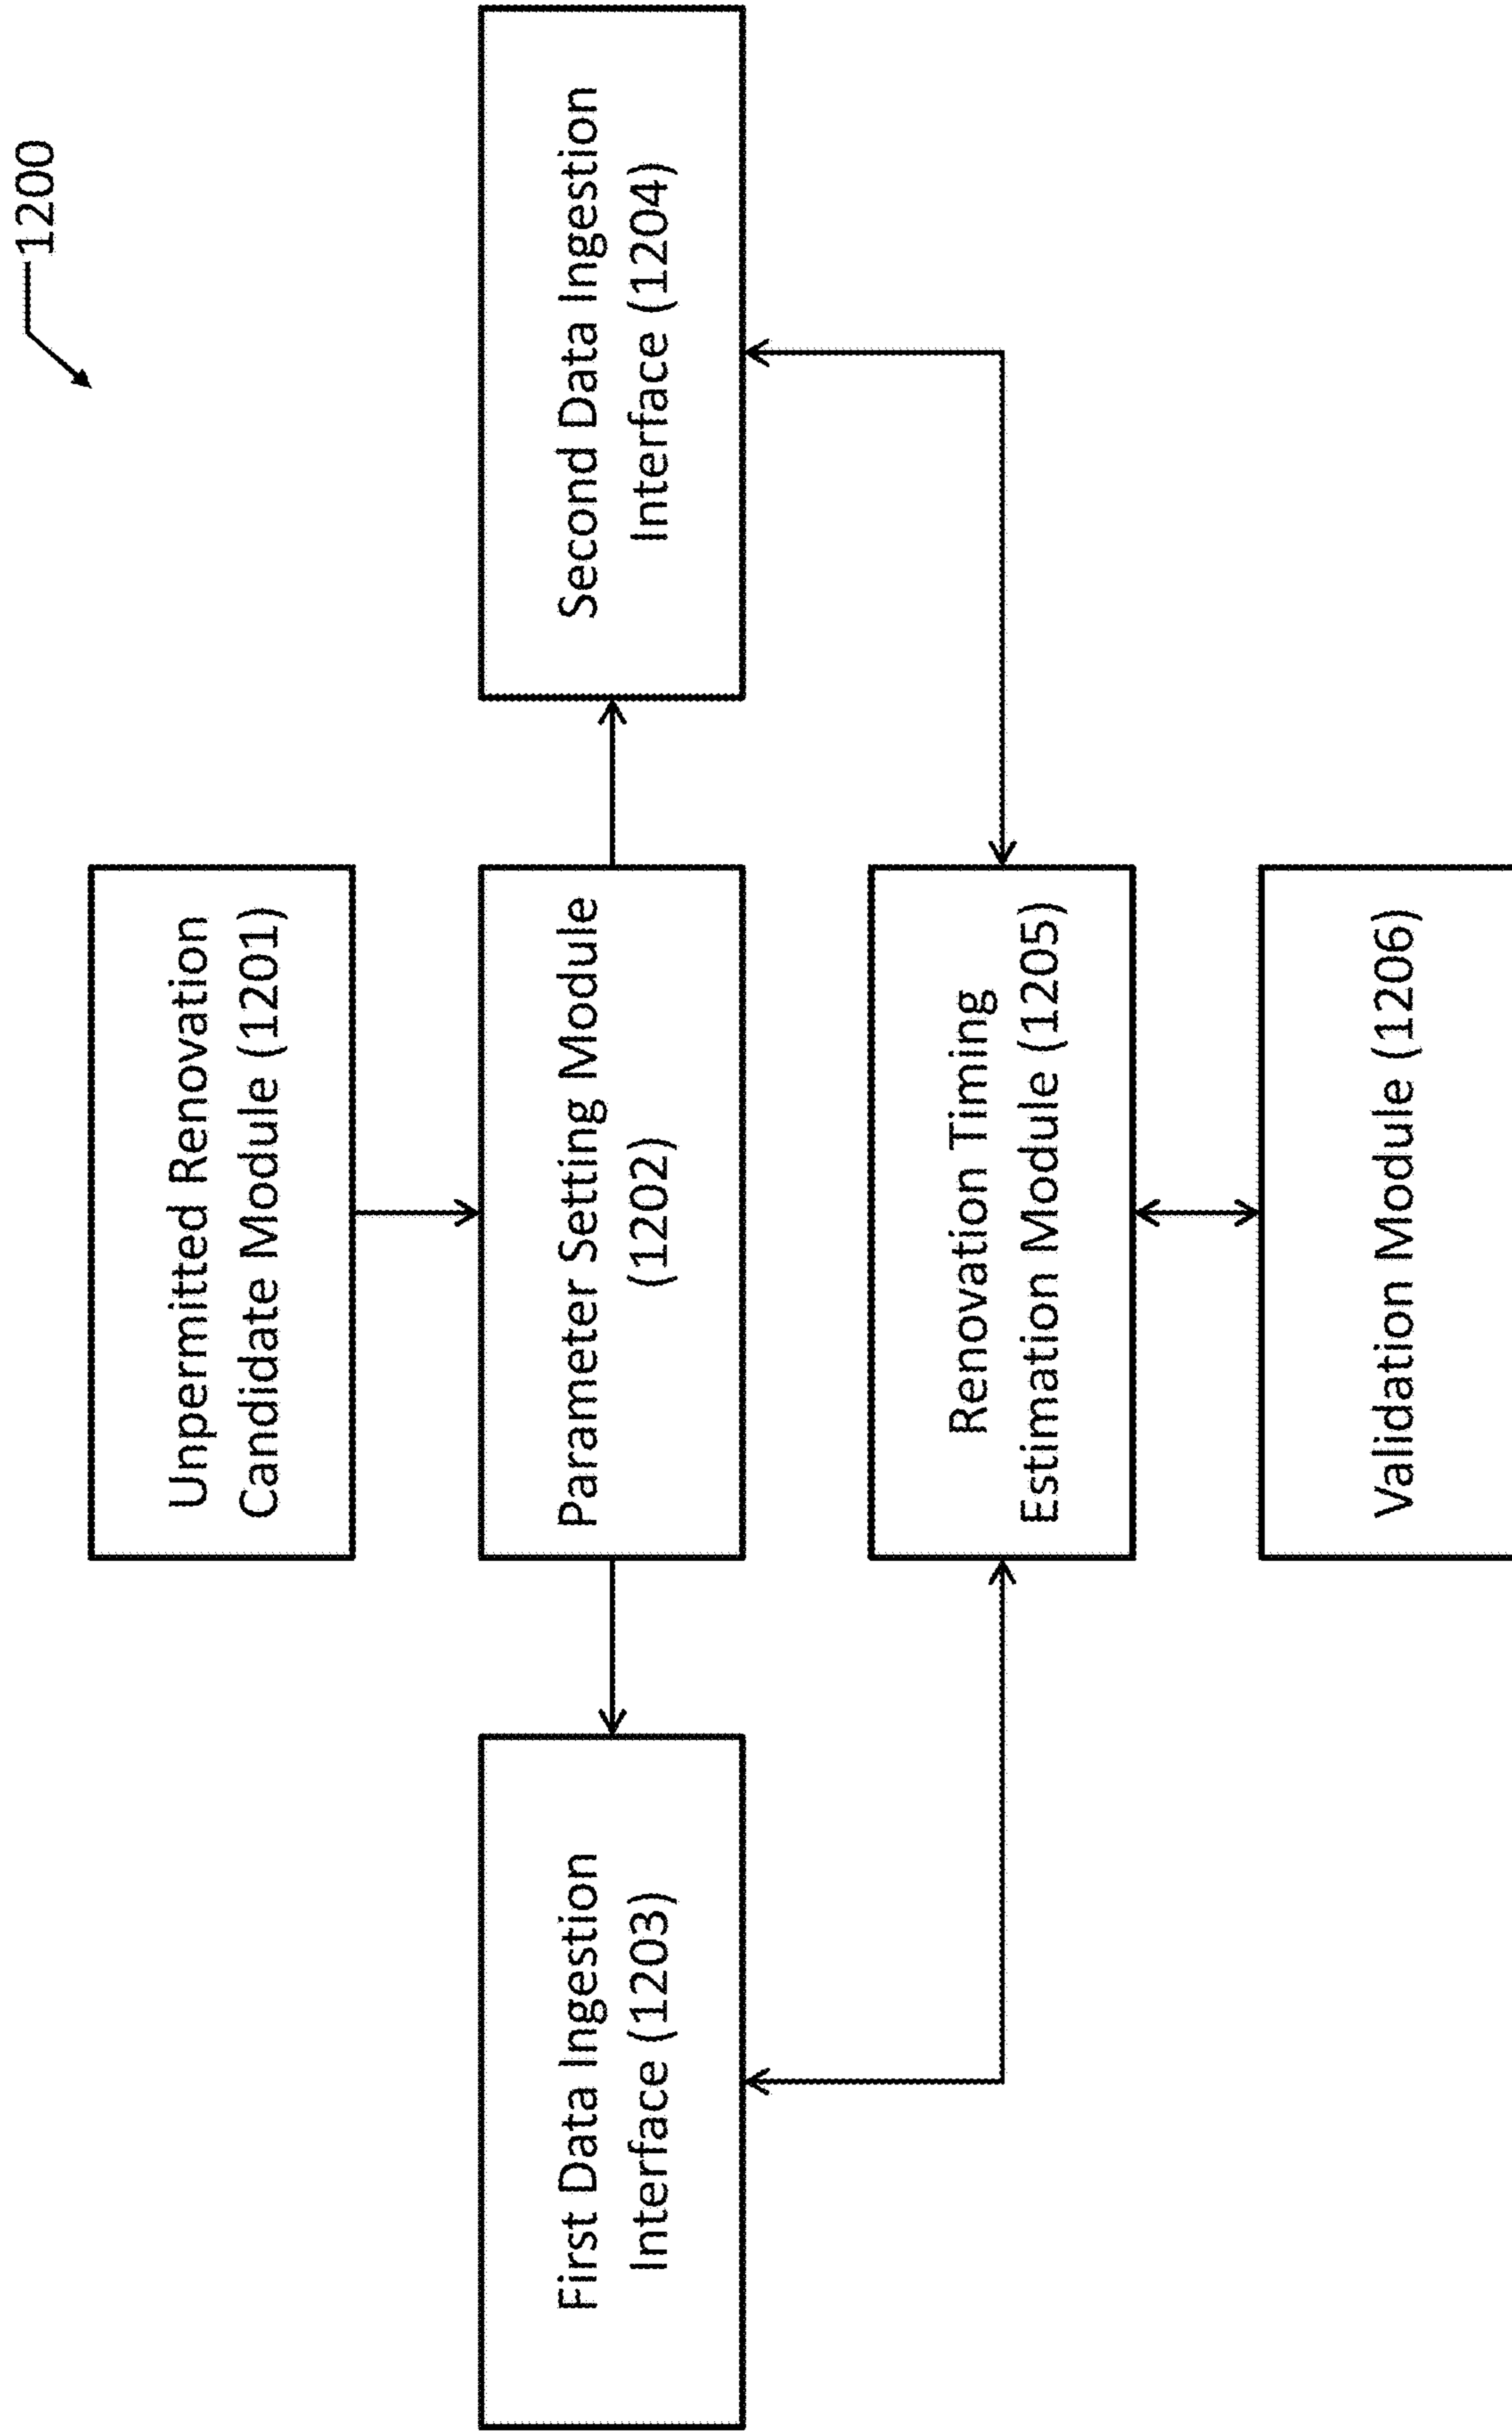 1200
Unpermitted Renovation
Candidate Module (1201)
First Data Ingestion
Interface (1203)
Parameter Setting Module
(1202)
Second Data Ingestion
Interface (1204)
Renovation Timing
Estimation Module (1205)
Validation Module (1206)